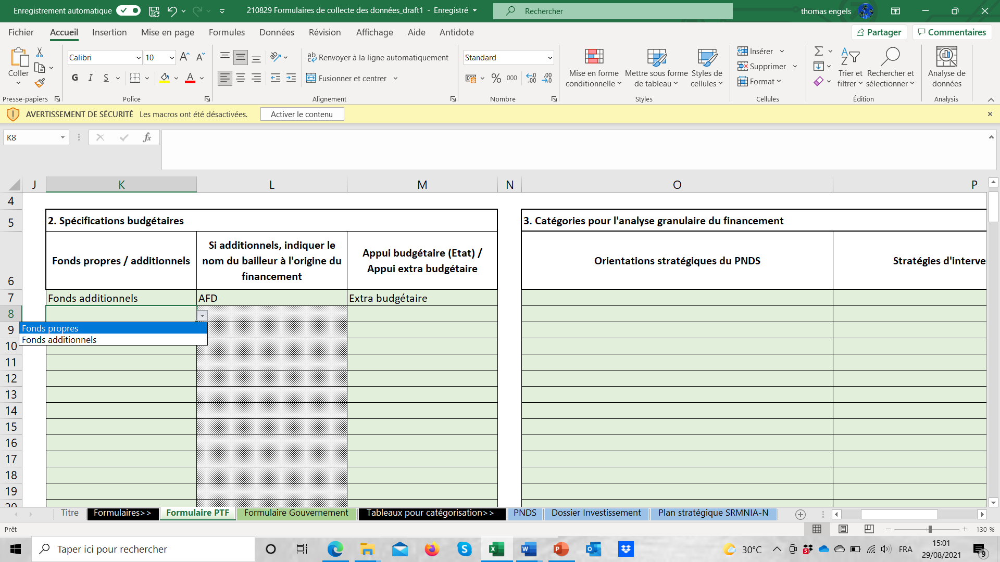 Enregistrement automatique
210829 Formulaires de collecte des données_draft1 - Enregistré
Rechercher
thomas engels
Fichier Accueil Insertion Mise en page Formules Données Révision Affichage Aide Antidote
Partager Commentaires
Coller
Presse-papiers
Calibri 10
G I S
Police
Renvoyer à la ligne automatiquement
Fusionner et centrer
Alignement
Standard
% 000
Nombre
Mise en forme
conditionnelle
Mettre sous forme
de tableau
Styles de
cellules
Styles
Insérer
Supprimer
Format
Cellules
Trier et
filtrer
Rechercher et
sélectionner
Édition
Analyse de
données
Analysis
AVERTISSEMENT DE SÉCURITÉ Les macros ont été désactivées. Activer le contenu
K8
fx
J K L M N O P
4
5
6
7
8
9
10
11
12
13
14
15
16
17
18
19
20
2. Spécifications budgétaires
3. Catégories pour l'analyse granulaire du financement
Fonds propres / additionnels
Si additionnels, indiquer le
nom du bailleur à l'origine du
financement
Appui budgétaire (Etat) /
Appui extra budgétaire
Orientations stratégiques du PNDS
Stratégies d'interve
Fonds additionnels AFD Extra budgétaire
Fonds propres
Fonds additionnels
Titre Formulaires>> Formulaire PTF Formulaire Gouvernement Tableaux pour catégorisation>> PNDS Dossier Investissement Plan stratégique SRMNIA-N
Prêt
130 %
Taper ici pour rechercher
30°C
FRA
15:01
29/08/2021
9